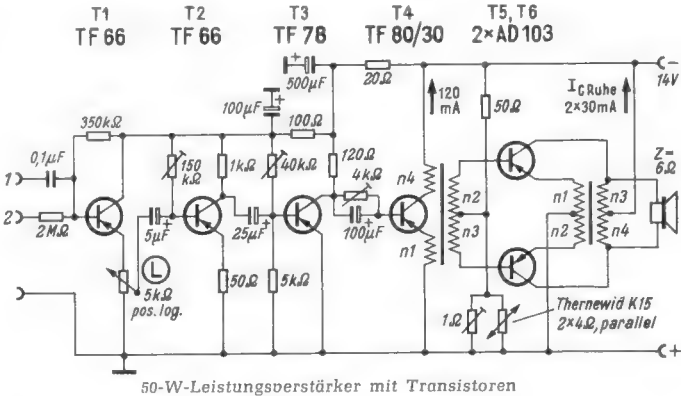 T1 T2 T3 T4 T5, T6
TF 66 TF 66 TF 78 TF 80/30 2×AD 103
500µF
20Ω
120 mA
I C Ruhe
2×30mA
14V
100µF
350kΩ
100Ω
50Ω
0,1µF
150 kΩ
1kΩ
40kΩ
120Ω
4kΩ
n4
n2
n1
n3
Z=
6Ω
1
2
2MΩ
5µF
25µF
100µF
n1
n3
n2
n4
L
5kΩ
pos. log.
50Ω
5kΩ
1Ω
Thernewid K15
2×4Ω, parallel
50-W-Leistungsverstärker mit Transistoren